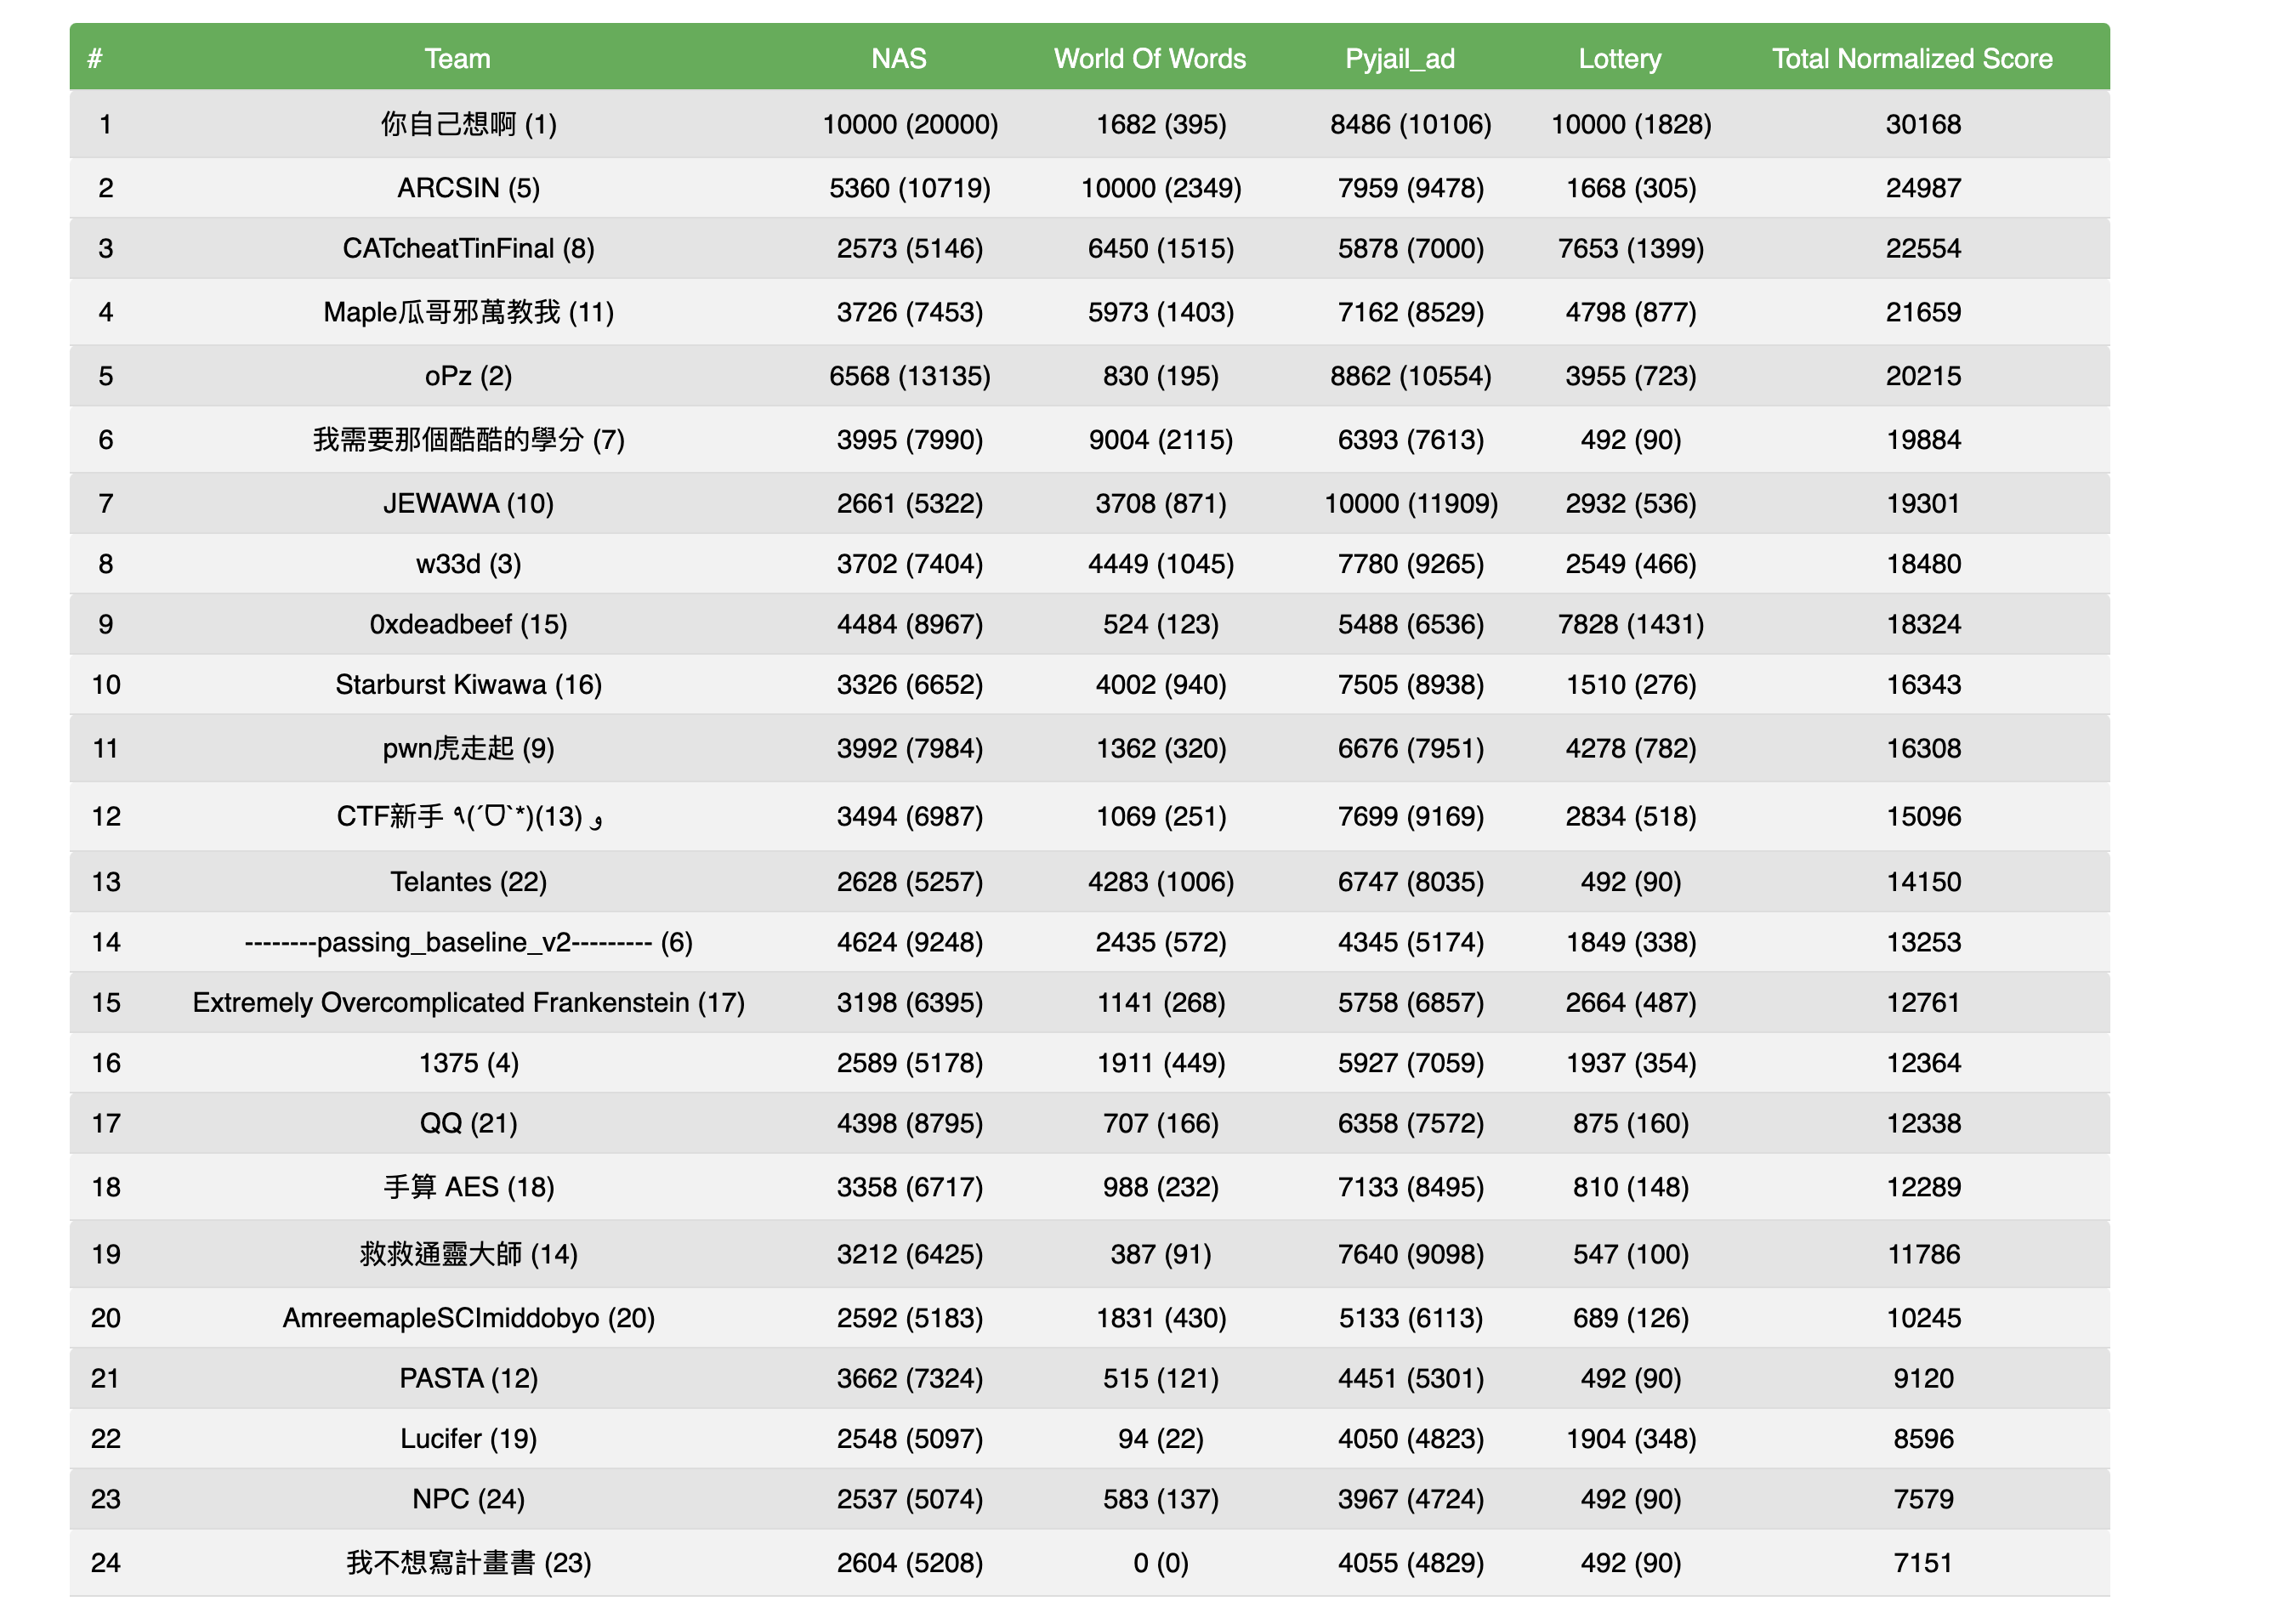 # Team NAS World Of Words Pyjail_ad Lottery Total Normalized Score
1 你自己想啊 (1) 10000 (20000) 1682 (395) 8486 (10106) 10000 (1828) 30168
2 ARCSIN (5) 5360 (10719) 10000 (2349) 7959 (9478) 1668 (305) 24987
3 CATcheatTinFinal (8) 2573 (5146) 6450 (1515) 5878 (7000) 7653 (1399) 22554
4 Maple瓜哥邪萬教我 (11) 3726 (7453) 5973 (1403) 7162 (8529) 4798 (877) 21659
5 oPz (2) 6568 (13135) 830 (195) 8862 (10554) 3955 (723) 20215
6 我需要那個酷酷的學分 (7) 3995 (7990) 9004 (2115) 6393 (7613) 492 (90) 19884
7 JEWAWA (10) 2661 (5322) 3708 (871) 10000 (11909) 2932 (536) 19301
8 w33d (3) 3702 (7404) 4449 (1045) 7780 (9265) 2549 (466) 18480
9 0xdeadbeef (15) 4484 (8967) 524 (123) 5488 (6536) 7828 (1431) 18324
10 Starburst Kiwawa (16) 3326 (6652) 4002 (940) 7505 (8938) 1510 (276) 16343
11 pwn虎走起 (9) 3992 (7984) 1362 (320) 6676 (7951) 4278 (782) 16308
12 CTF新手 ٩(ˊᗜˋ*)و (13) 3494 (6987) 1069 (251) 7699 (9169) 2834 (518) 15096
13 Telantes (22) 2628 (5257) 4283 (1006) 6747 (8035) 492 (90) 14150
14 --------passing_baseline_v2--------- (6) 4624 (9248) 2435 (572) 4345 (5174) 1849 (338) 13253
15 Extremely Overcomplicated Frankenstein (17) 3198 (6395) 1141 (268) 5758 (6857) 2664 (487) 12761
16 1375 (4) 2589 (5178) 1911 (449) 5927 (7059) 1937 (354) 12364
17 QQ (21) 4398 (8795) 707 (166) 6358 (7572) 875 (160) 12338
18 手算 AES (18) 3358 (6717) 988 (232) 7133 (8495) 810 (148) 12289
19 救救通靈大師 (14) 3212 (6425) 387 (91) 7640 (9098) 547 (100) 11786
20 AmreemapleSCImiddobyo (20) 2592 (5183) 1831 (430) 5133 (6113) 689 (126) 10245
21 PASTA (12) 3662 (7324) 515 (121) 4451 (5301) 492 (90) 9120
22 Lucifer (19) 2548 (5097) 94 (22) 4050 (4823) 1904 (348) 8596
23 NPC (24) 2537 (5074) 583 (137) 3967 (4724) 492 (90) 7579
24 我不想寫計畫書 (23) 2604 (5208) 0 (0) 4055 (4829) 492 (90) 7151